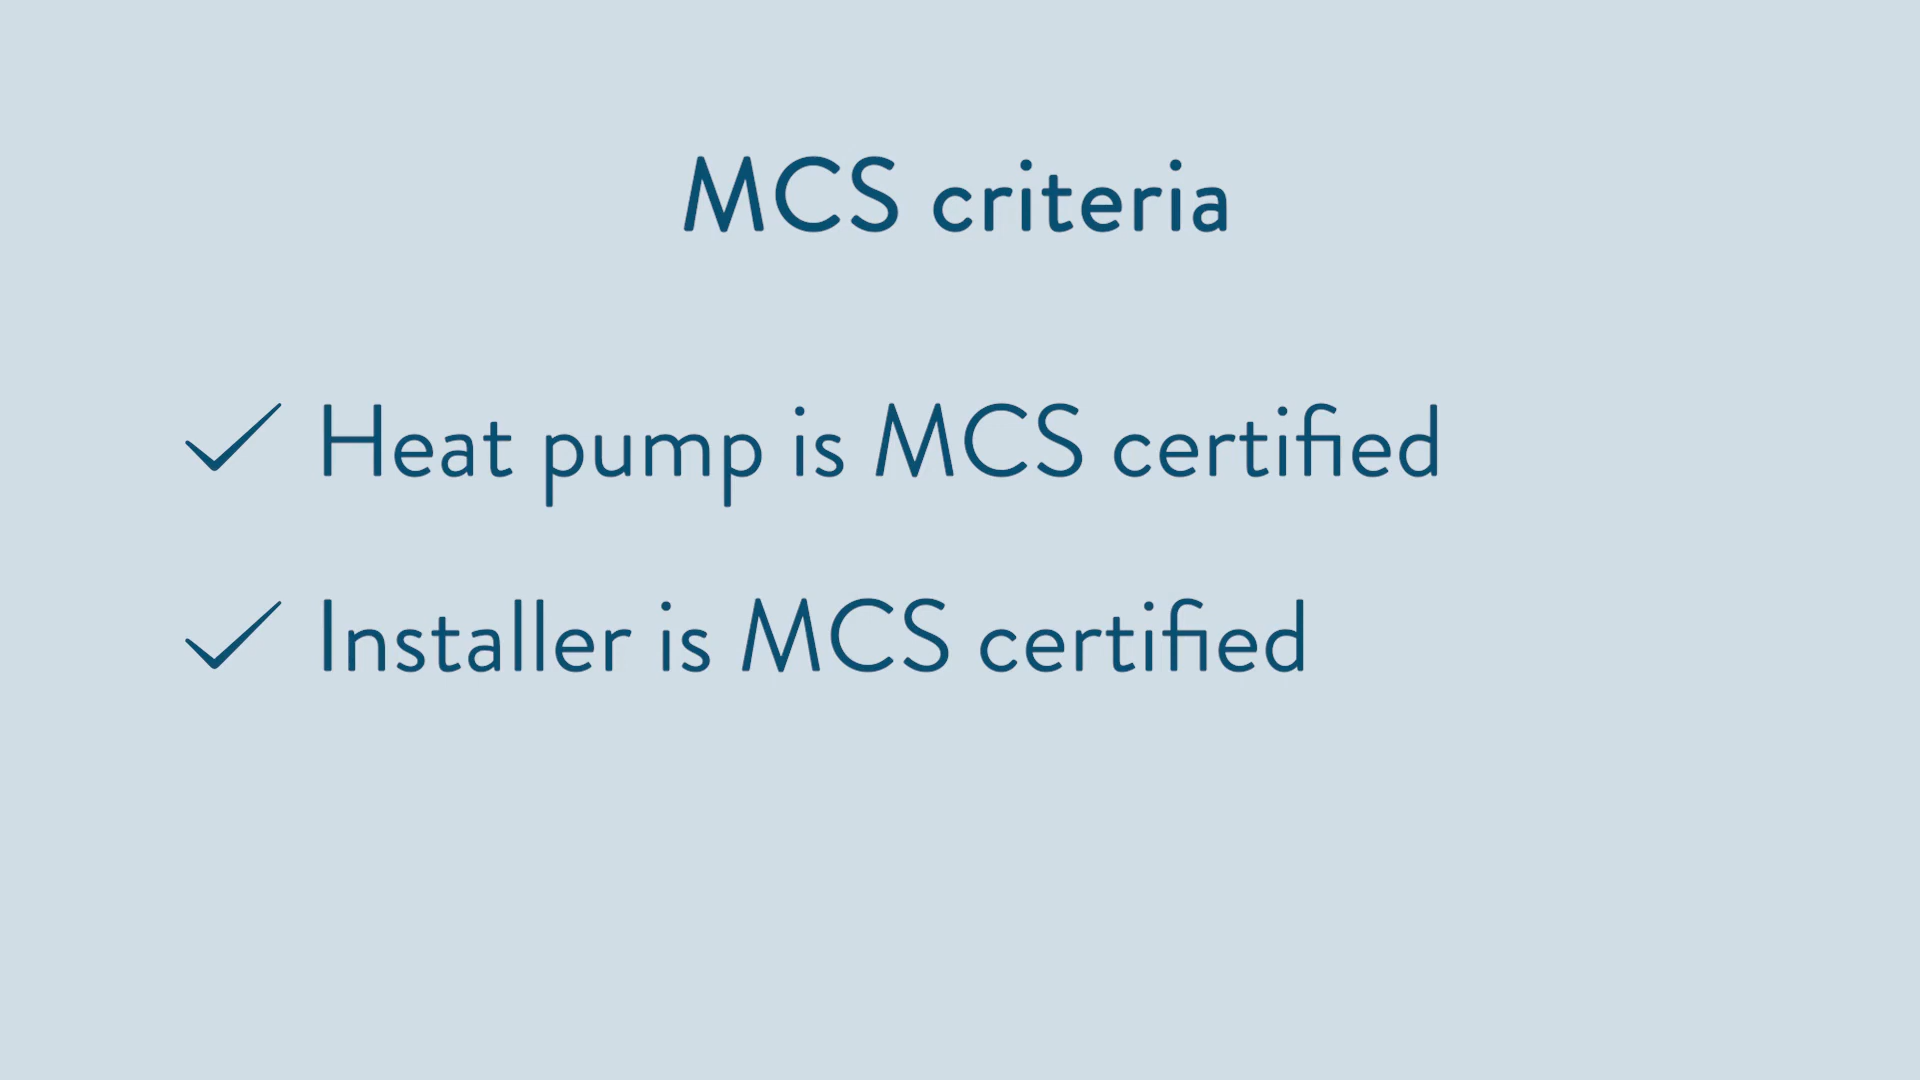 MCS criteria
✓ Heat pump is MCS certified
✓ Installer is MCS certified